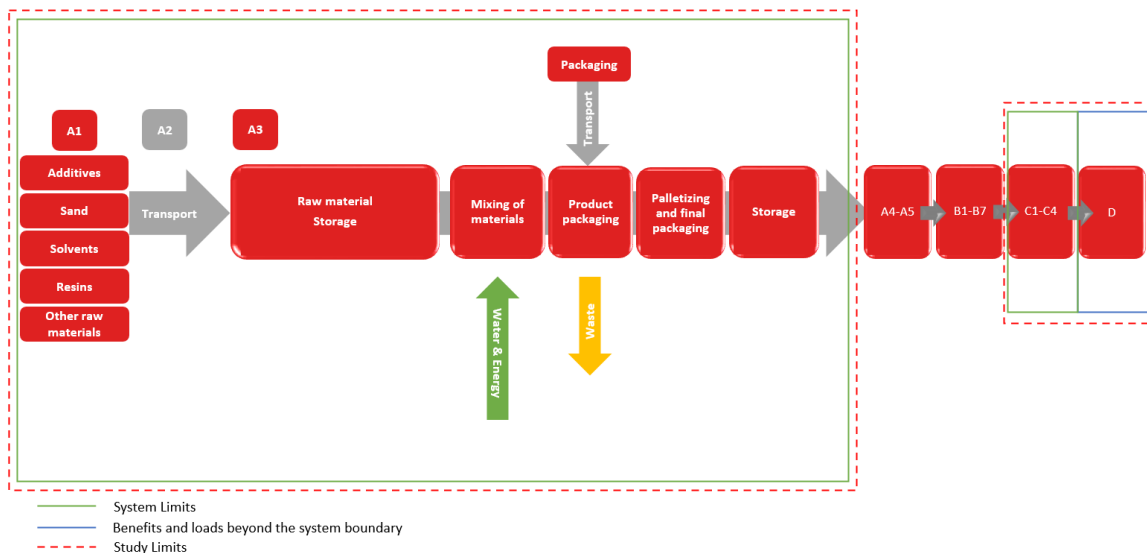 Packaging
Transport
A1
A2
A3
Additives
Sand
Solvents
Resins
Other raw
materials
Transport
Raw material
Storage
Mixing of
materials
Product
packaging
Palletizing
and final
packaging
Storage
A4-A5
B1-B7
C1-C4
D
Water & Energy
Waste
System Limits
Benefits and loads beyond the system boundary
Study Limits